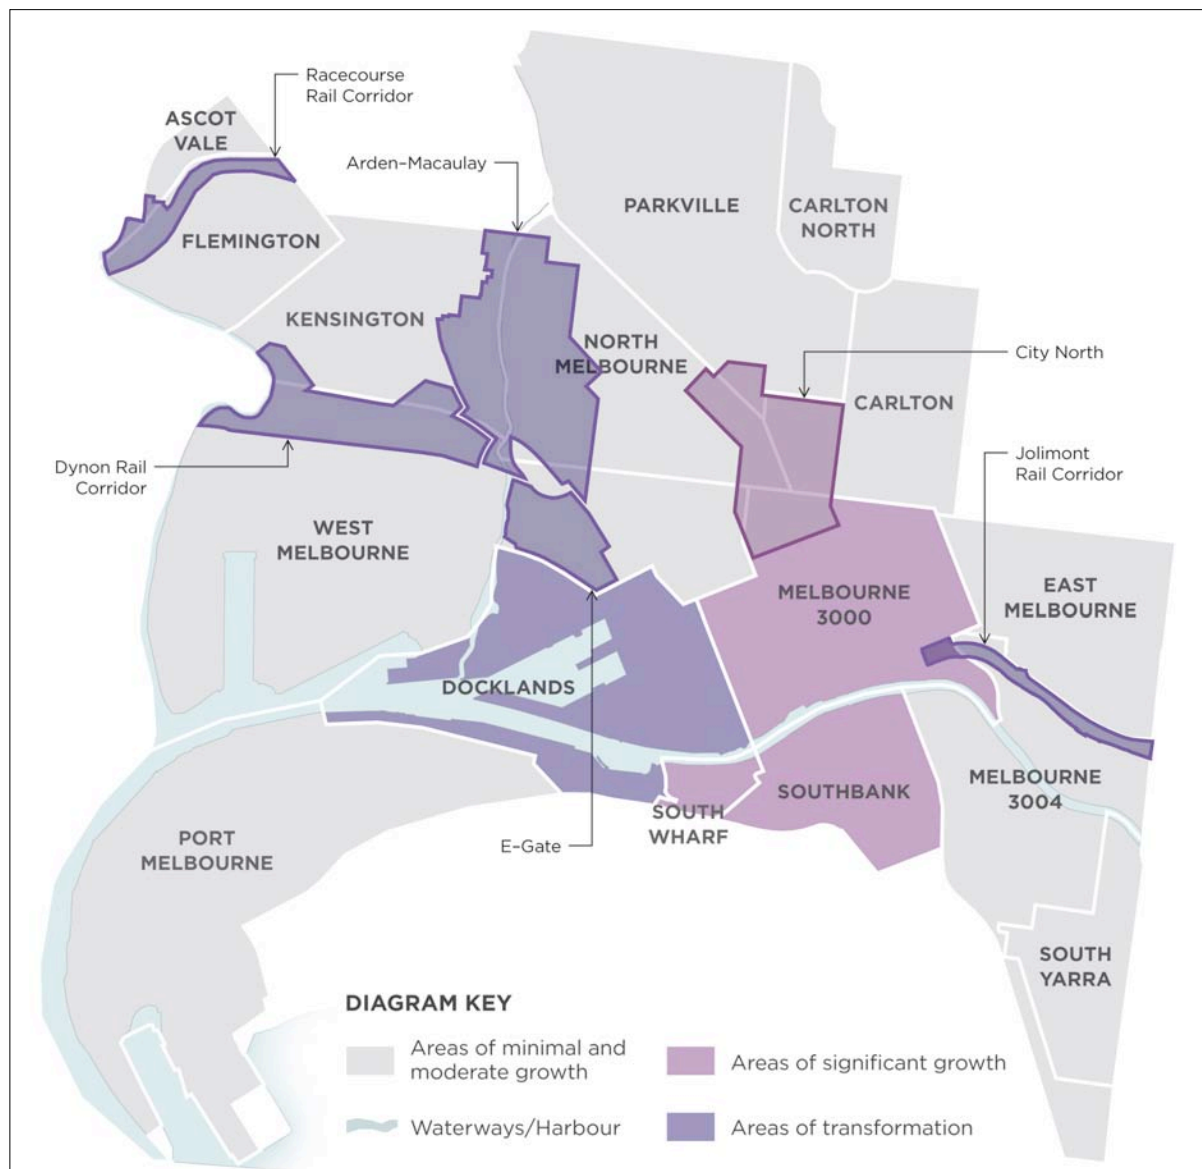 Racecourse
Rail Corridor
ASCOT
VALE
Arden–Macaulay
PARKVILLE
CARLTON
NORTH
FLEMINGTON
KENSINGTON
NORTH
MELBOURNE
City North
CARLTON
Jolimont
Rail Corridor
Dynon Rail
Corridor
WEST
MELBOURNE
MELBOURNE
3000
EAST
MELBOURNE
DOCKLANDS
MELBOURNE
3004
SOUTHBANK
SOUTH
WHARF
E–Gate
PORT
MELBOURNE
SOUTH
YARRA
DIAGRAM KEY
Areas of minimal and
moderate growth
Areas of significant growth
Waterways/Harbour
Areas of transformation